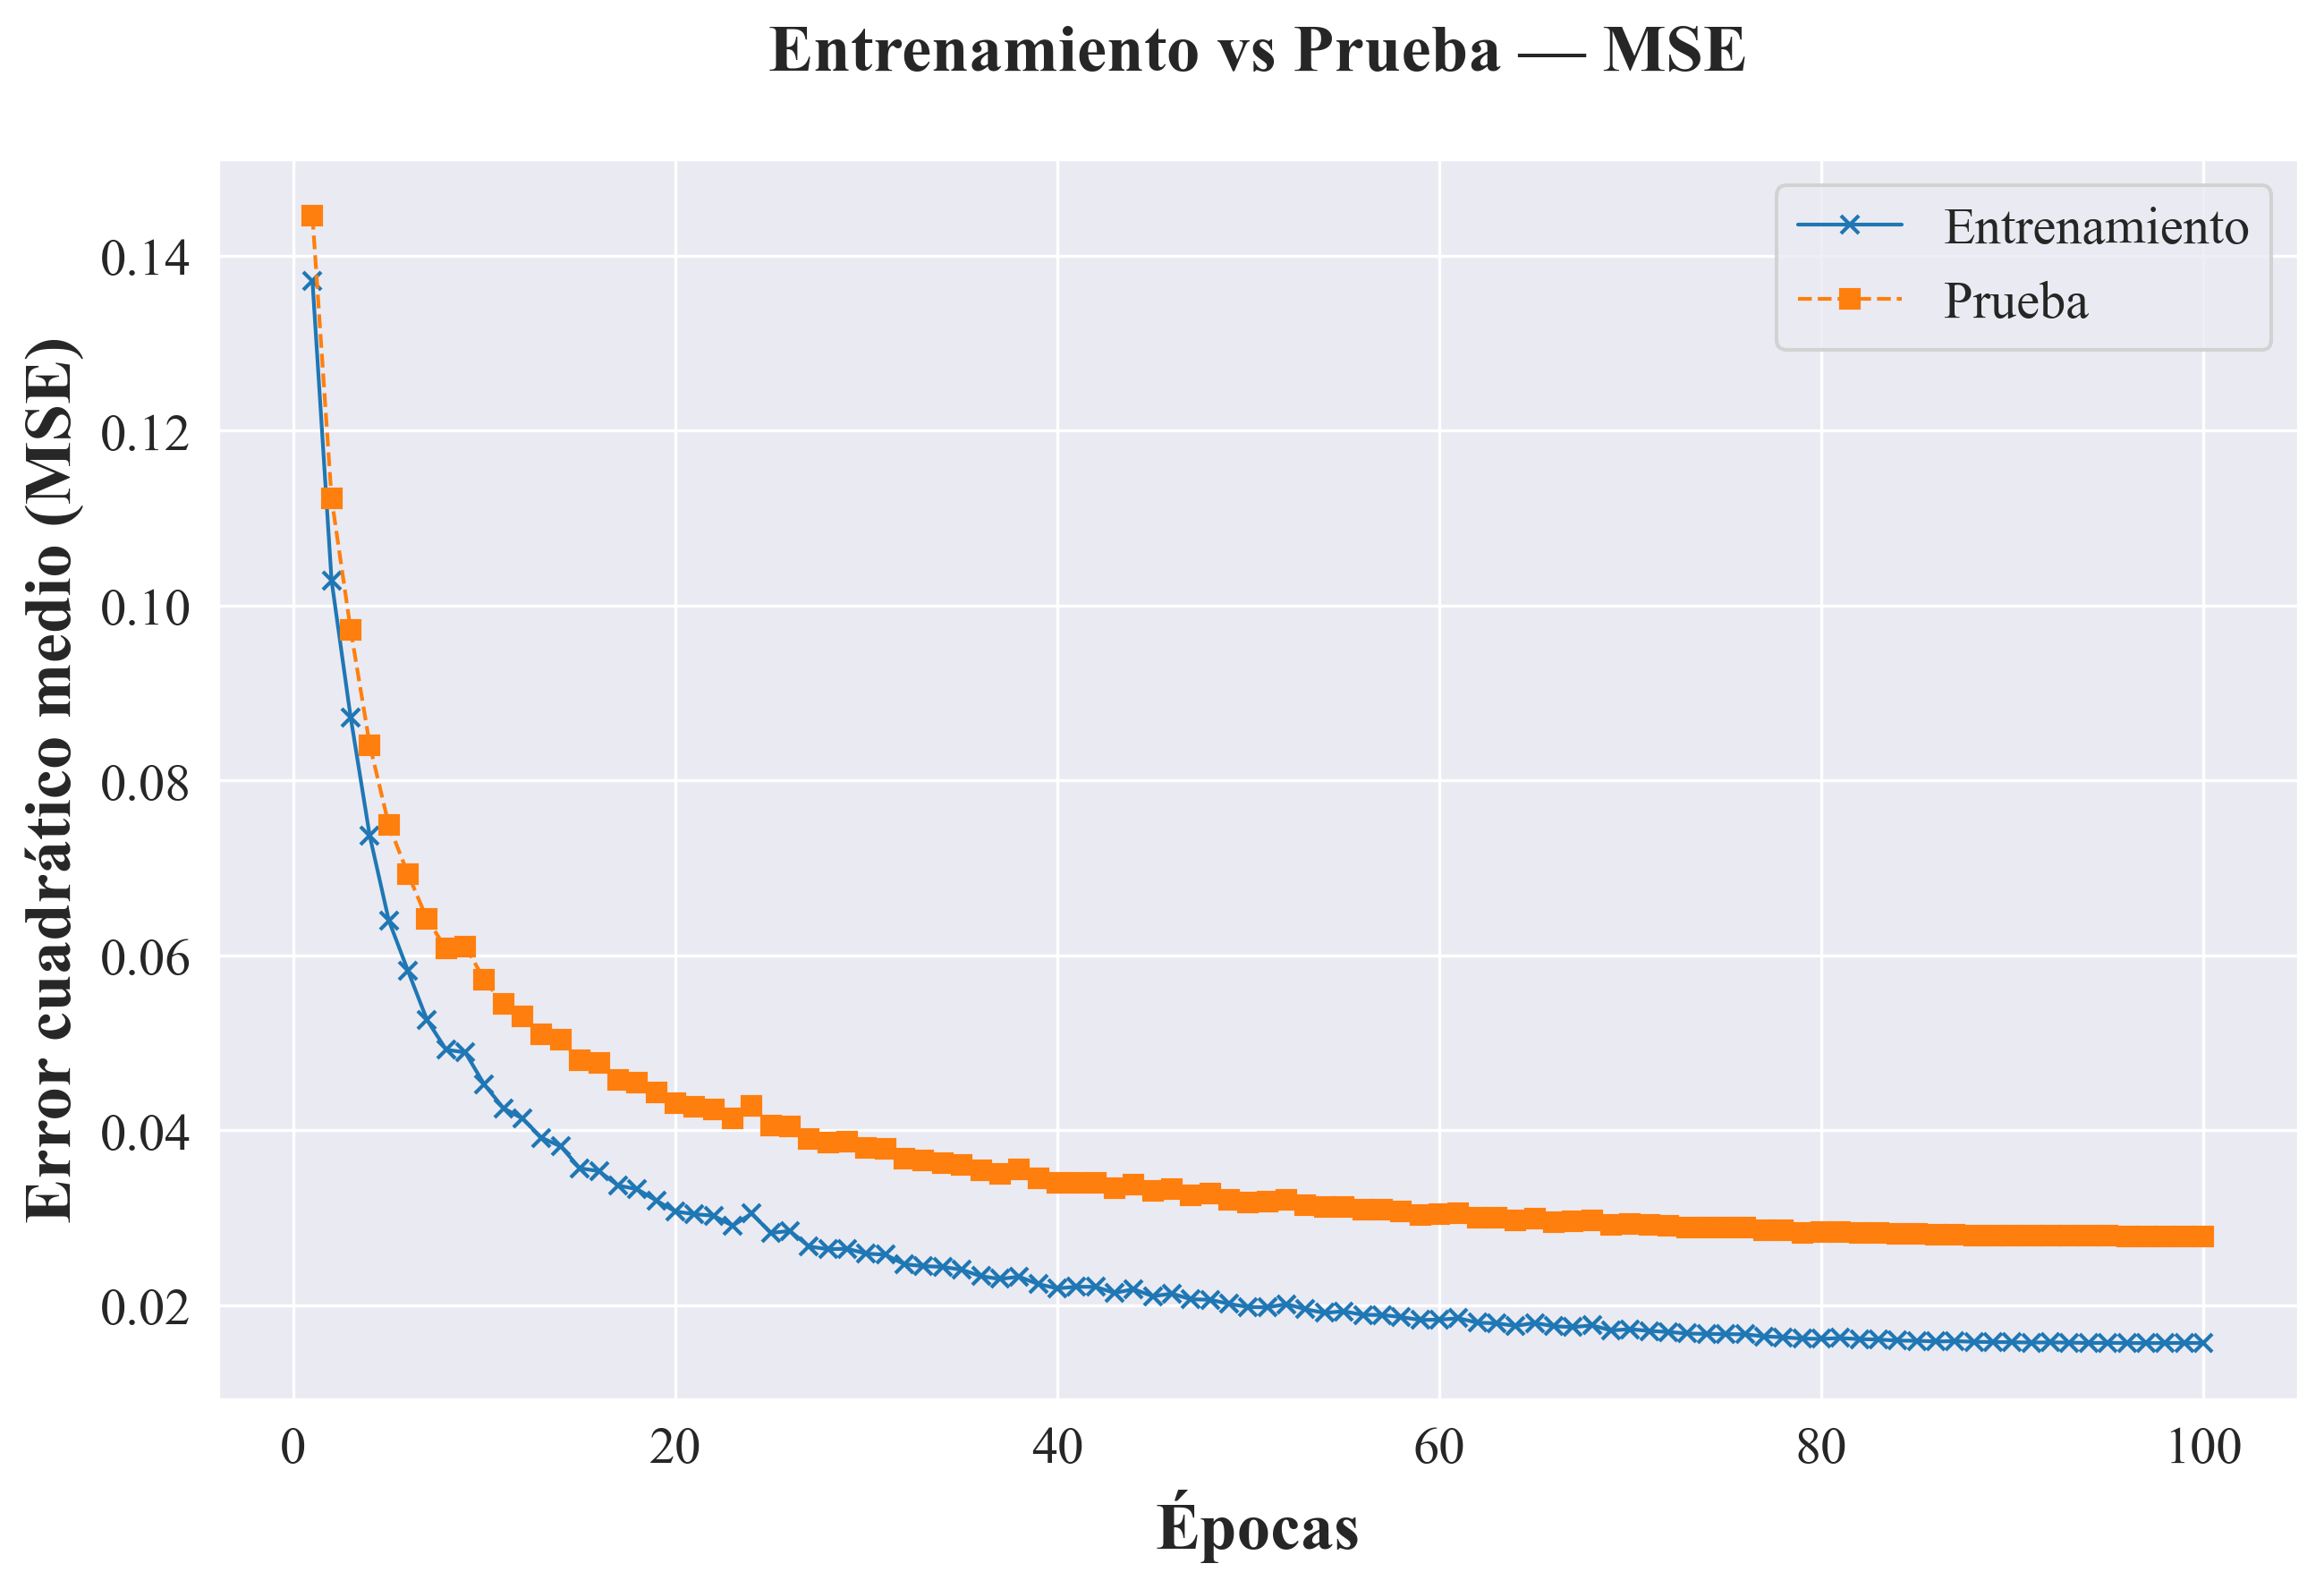 Entrenamiento vs Prueba — MSE
Entrenamiento
Prueba
Error cuadrático medio (MSE)
0.14
0.12
0.10
0.08
0.06
0.04
0.02
0 20 40 60 80 100
Épocas